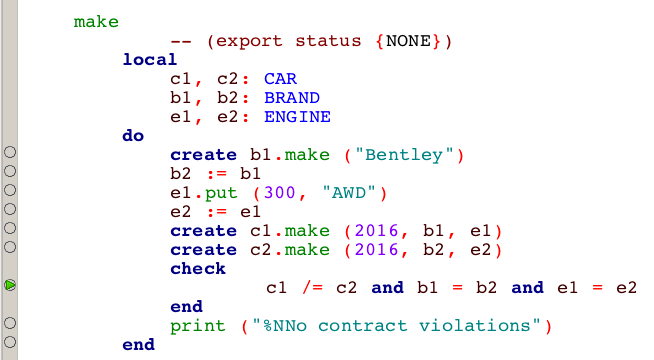 make
-- (export status {NONE})
local
c1, c2: CAR
b1, b2: BRAND
e1, e2: ENGINE
do
create b1.make ("Bentley")
b2 := b1
e1.put (300, "AWD")
e2 := e1
create c1.make (2016, b1, e1)
create c2.make (2016, b2, e2)
check
c1 /= c2 and b1 = b2 and e1 = e2
end
print ("%NNo contract violations")
end